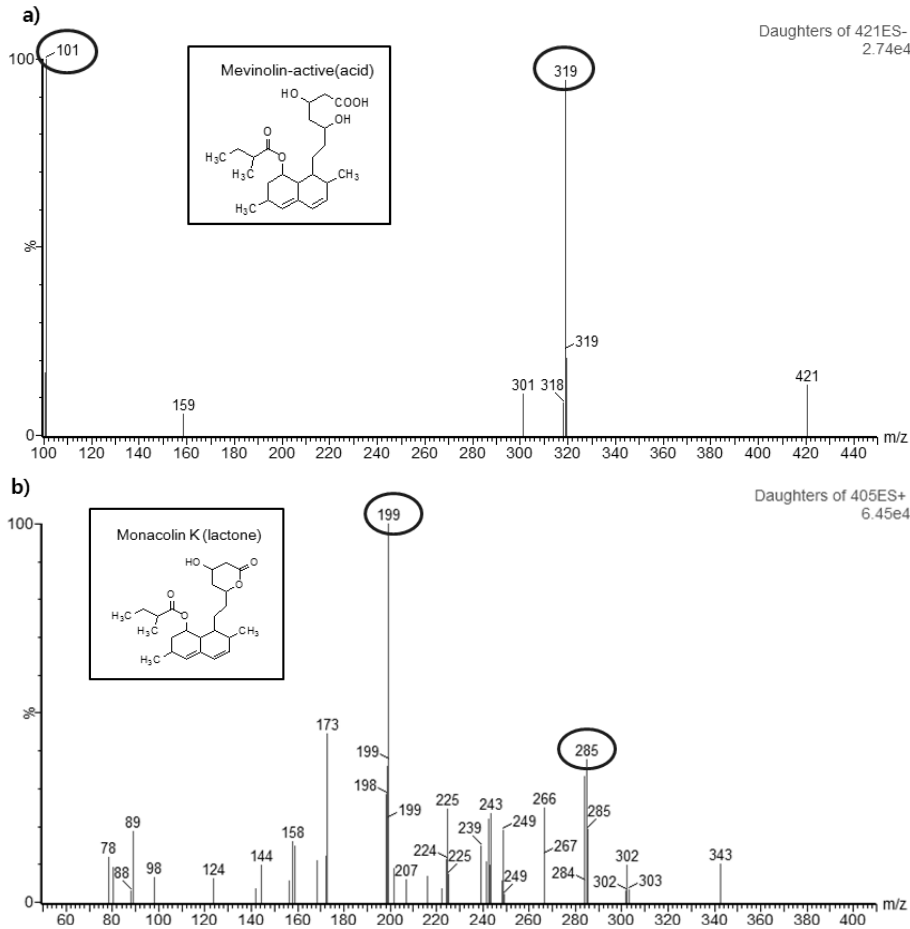 a)
Daughters of 421ES-
2.74e4
100
101
319
Mevinolin-active(acid)
HO
COOH
OH
O
H₃C
O
CH₃
CH₃
H₃C
%
319
301
318
421
159
0
100 120 140 160 180 200 220 240 260 280 300 320 340 360 380 400 420 440 m/z
b)
Daughters of 405ES+
6.45e4
100
199
Monacolin K (lactone)
HO
O
O
O
H₃C
O
CH₃
CH₃
H₃C
%
285
173
199
198
199
225
243
266
89
239
249
285
158
78
224
225
267
144
302
343
88
98
124
207
249
284
302
303
0
60 80 100 120 140 160 180 200 220 240 260 280 300 320 340 360 380 400 m/z